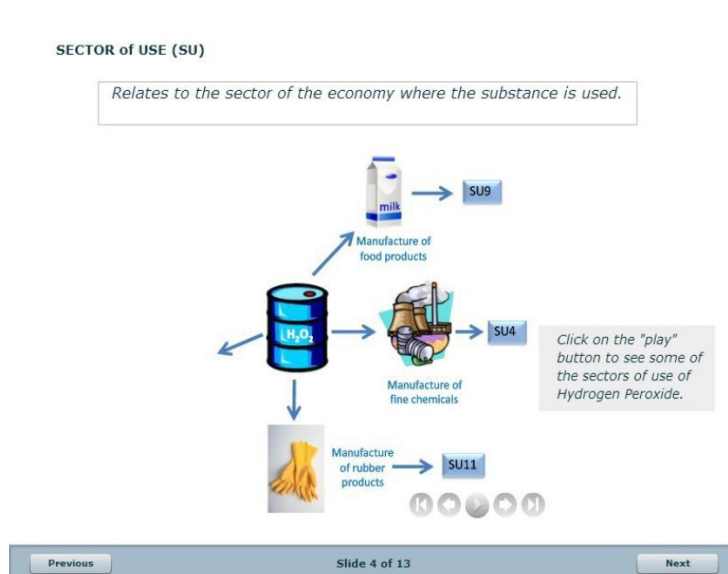 SECTOR of USE (SU)
Relates to the sector of the economy where the substance is used.
milk
SU9
Manufacture of
food products
H₂O₂
SU4
Manufacture of
fine chemicals
Click on the "play"
button to see some of
the sectors of use of
Hydrogen Peroxide.
Manufacture
of rubber
products
SU11
Previous
Slide 4 of 13
Next